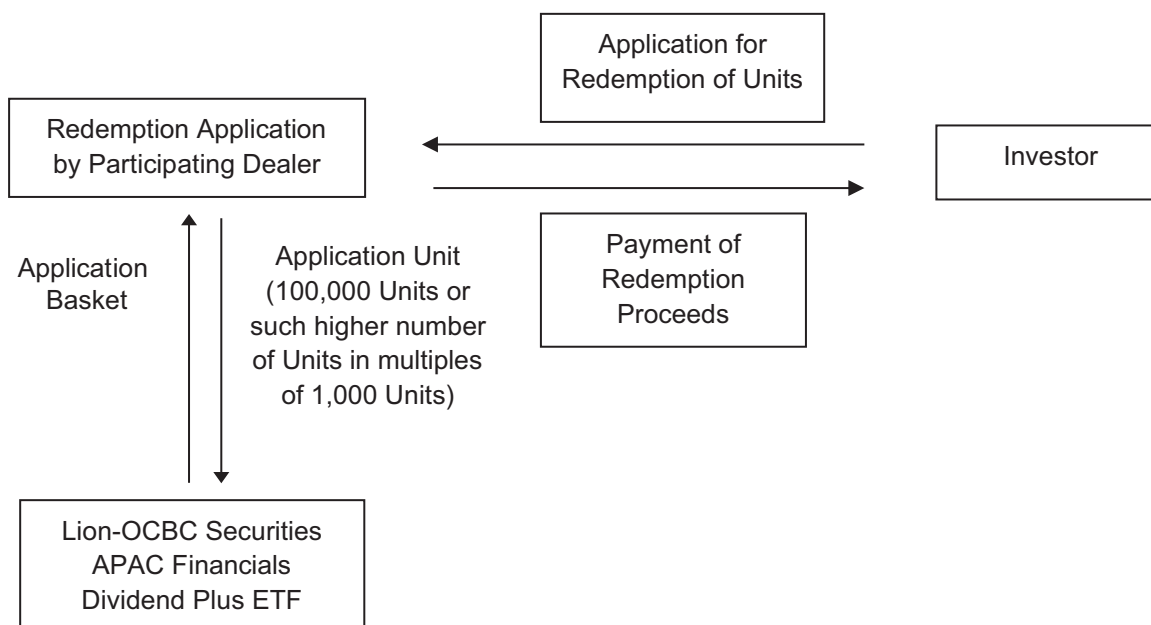 Application for
Redemption of Units
Redemption Application
by Participating Dealer
Investor
Application
Basket
Application Unit
(100,000 Units or
such higher number
of Units in multiples
of 1,000 Units)
Payment of
Redemption
Proceeds
Lion-OCBC Securities
APAC Financials
Dividend Plus ETF